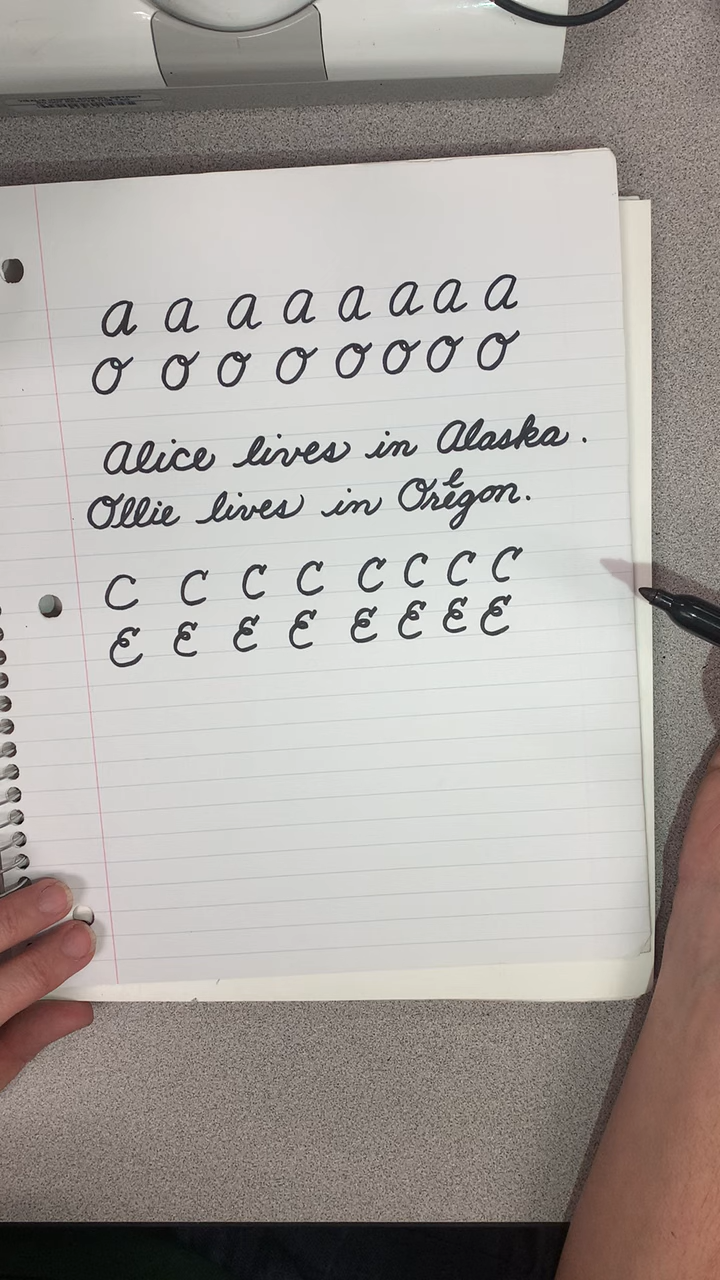 a a a a a a a a
O O O O O O O O
Alice lives in Alaska.
Ollie lives in Oregon.
C C C C C C C C
E E E E E E E E